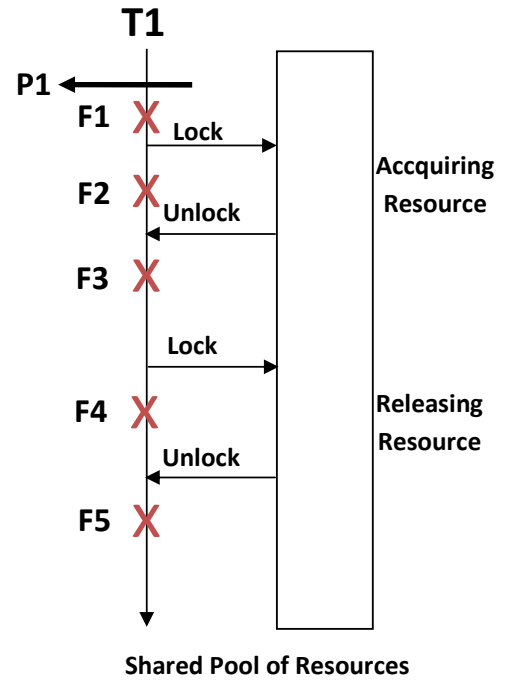 T1
P1
F1
Lock
Accquiring
Resource
F2
Unlock
F3
Lock
F4
Releasing
Resource
Unlock
F5
Shared Pool of Resources